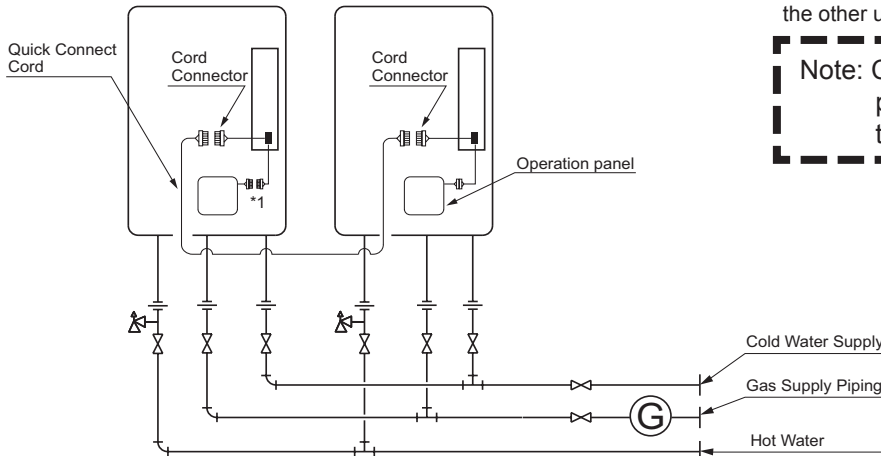 the other u
Quick Connect
Cord
Cord
Connector
Cord
Connector
Note: C
p
t
Operation panel
*1
Cold Water Supply
Gas Supply Piping
G
Hot Water